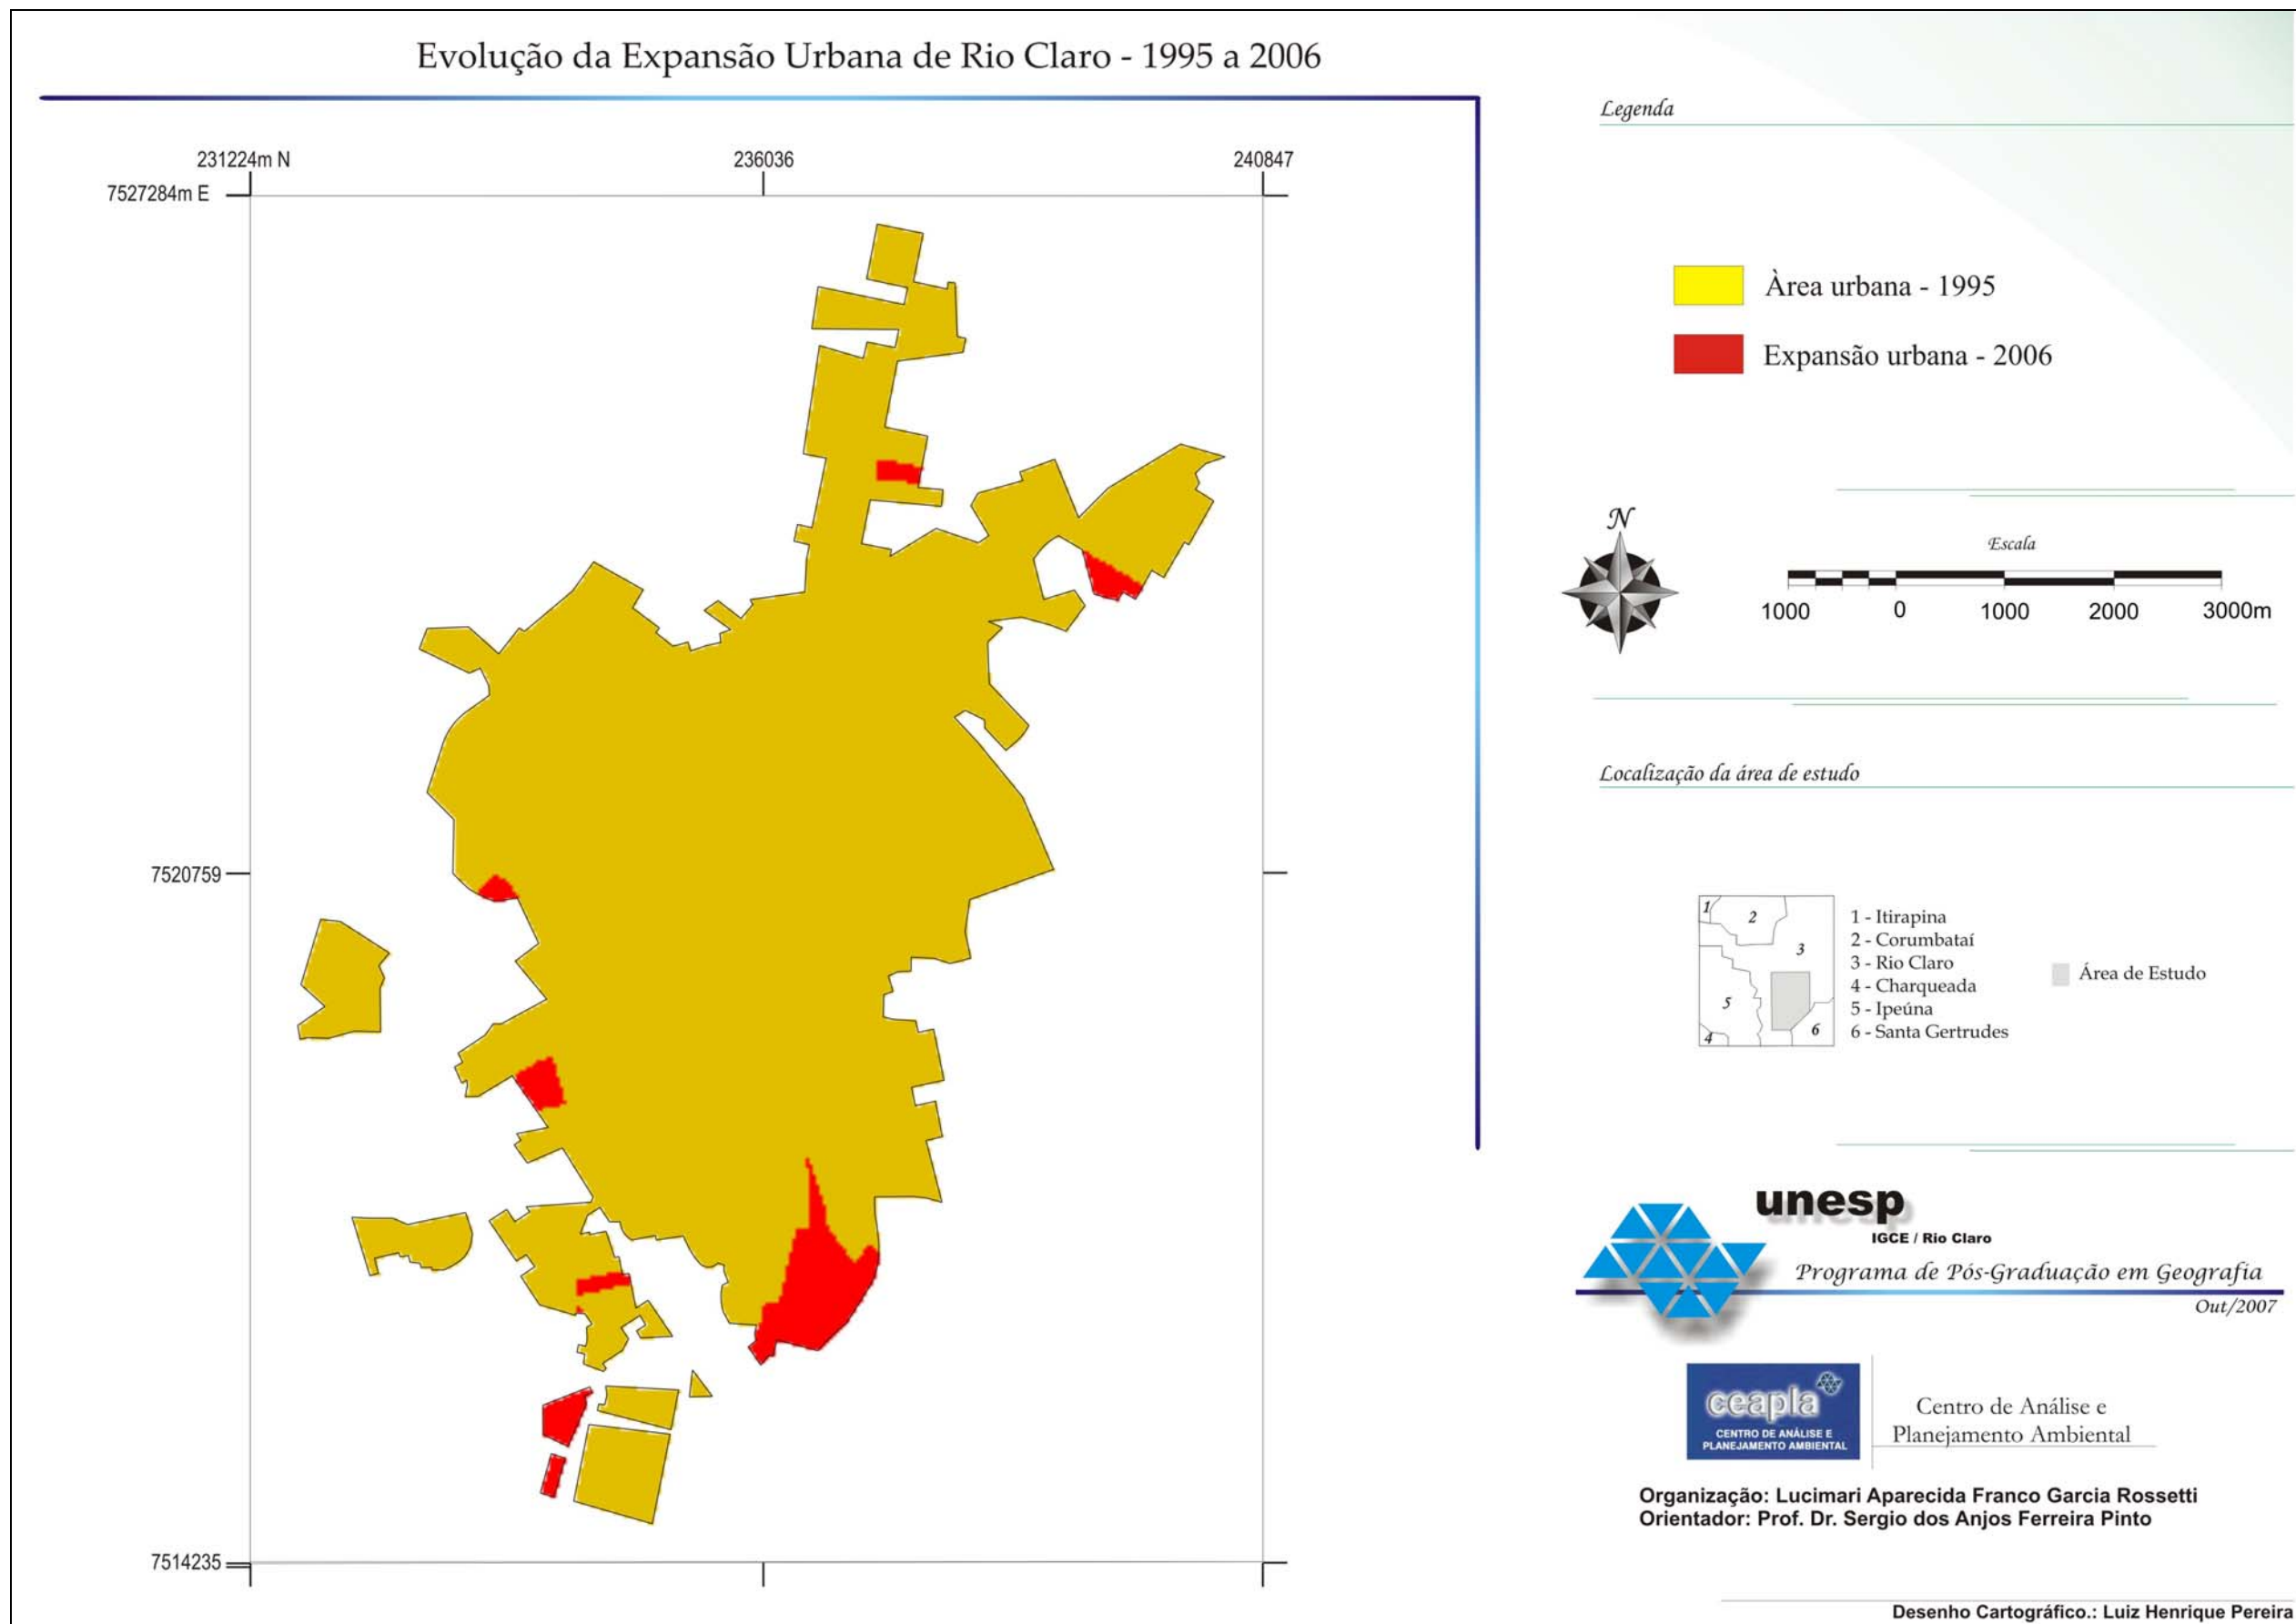 Evolução da Expansão Urbana de Rio Claro - 1995 a 2006
231224m N
236036
240847
7527284m E
7520759
7514235
Legenda
Àrea urbana - 1995
Expansão urbana - 2006
N
Escala
1000 0 1000 2000 3000m
Localização da área de estudo
1
2
3
5
4
6
1 - Itirapina
2 - Corumbataí
3 - Rio Claro
4 - Charqueada
5 - Ipeúna
6 - Santa Gertrudes
Área de Estudo
unesp
IGCE / Rio Claro
Programa de Pós-Graduação em Geografia
Out/2007
ceapla
CENTRO DE ANÁLISE E
PLANEJAMENTO AMBIENTAL
Centro de Análise e
Planejamento Ambiental
Organização: Lucimari Aparecida Franco Garcia Rossetti
Orientador: Prof. Dr. Sergio dos Anjos Ferreira Pinto
Desenho Cartográfico.: Luiz Henrique Pereira